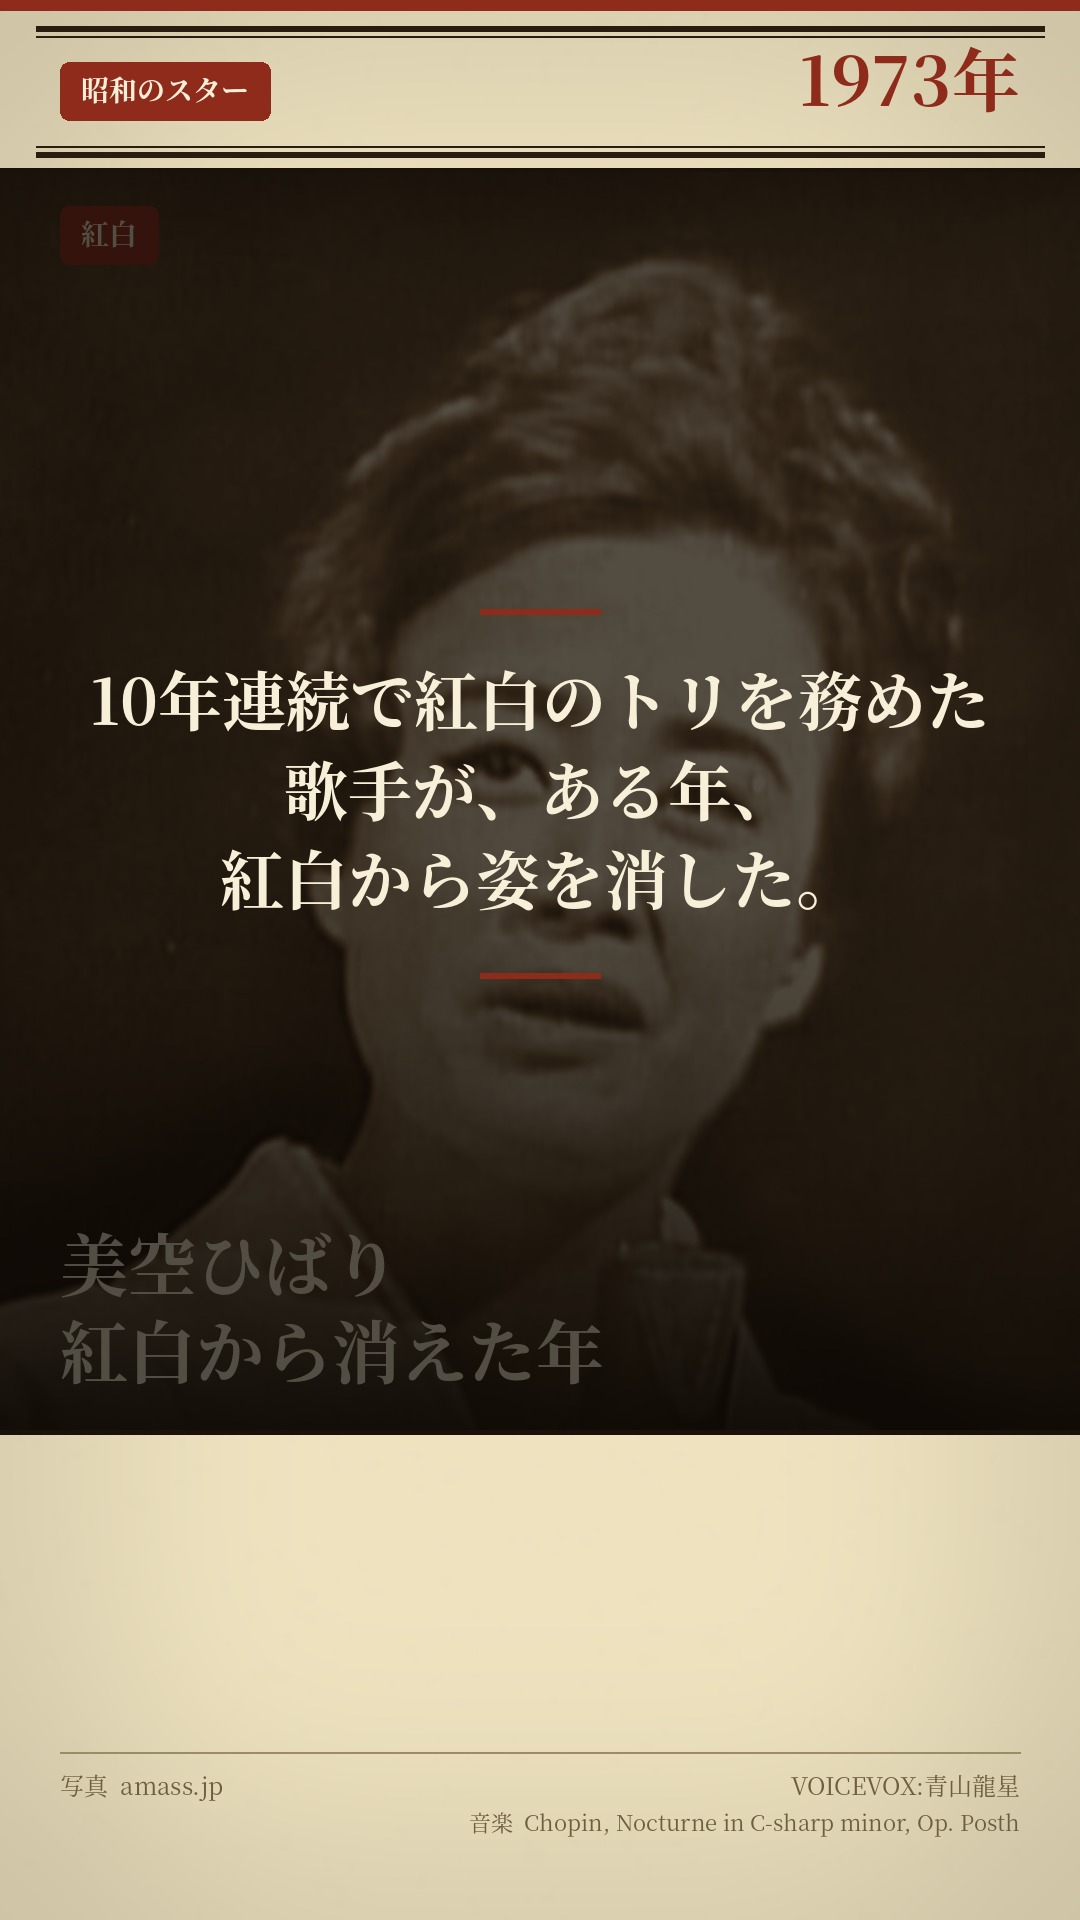 昭和のスター
1973年
紅白
10年連続で紅白のトリを務めた
歌手が、ある年、
紅白から姿を消した。
美空ひばり
紅白から消えた年
写真 amass.jp
VOICEVOX:青山龍星
音楽 Chopin, Nocturne in C-sharp minor, Op. Posth